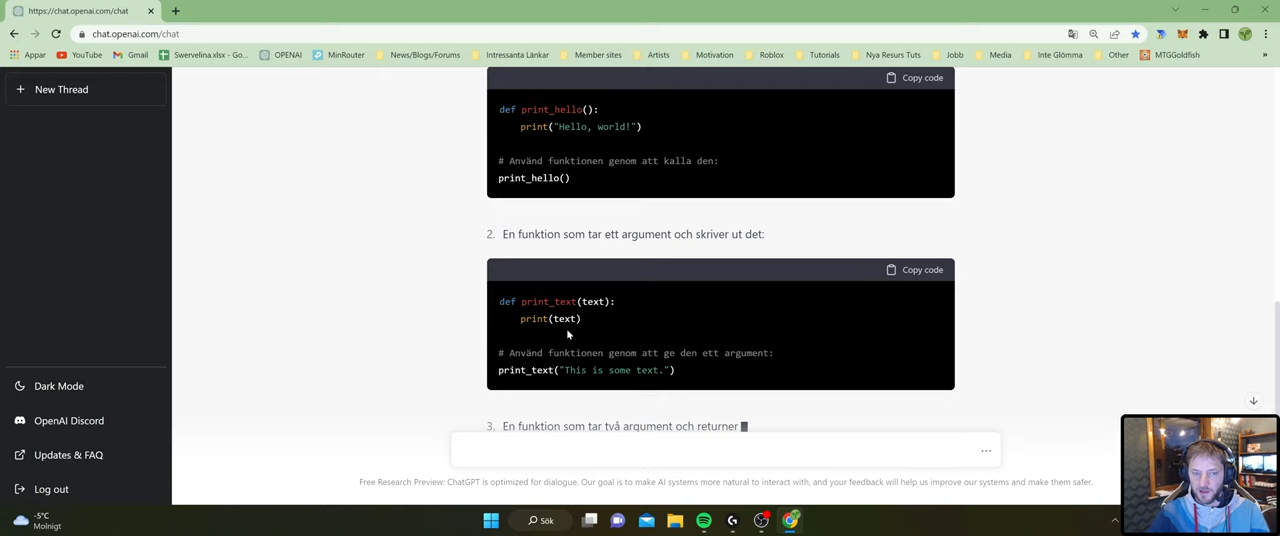 https://chat.openai.com/chat
chat.openai.com/chat
Appar YouTube Gmail Swervelina.xlsx - Go... OPENAI MinRouter News/Blogs/Forums Intressanta Länkar Member sites Artists Motivation Roblox Tutorials Nya Resurs Tuts Jobb Media Inte Glömma Other MTGGoldfish »
+ New Thread
Copy code
def print_hello():
print("Hello, world!")
# Använd funktionen genom att kalla den:
print_hello()
2. En funktion som tar ett argument och skriver ut det:
Copy code
def print_text(text):
print(text)
# Använd funktionen genom att ge den ett argument:
print_text("This is some text.")
3. En funktion som tar två argument och returner
Dark Mode
OpenAI Discord
Updates & FAQ
Log out
Free Research Preview: ChatGPT is optimized for dialogue. Our goal is to make AI systems more natural to interact with, and your feedback will help us improve our systems and make them safer.
-5°C
Molnigt
Sök